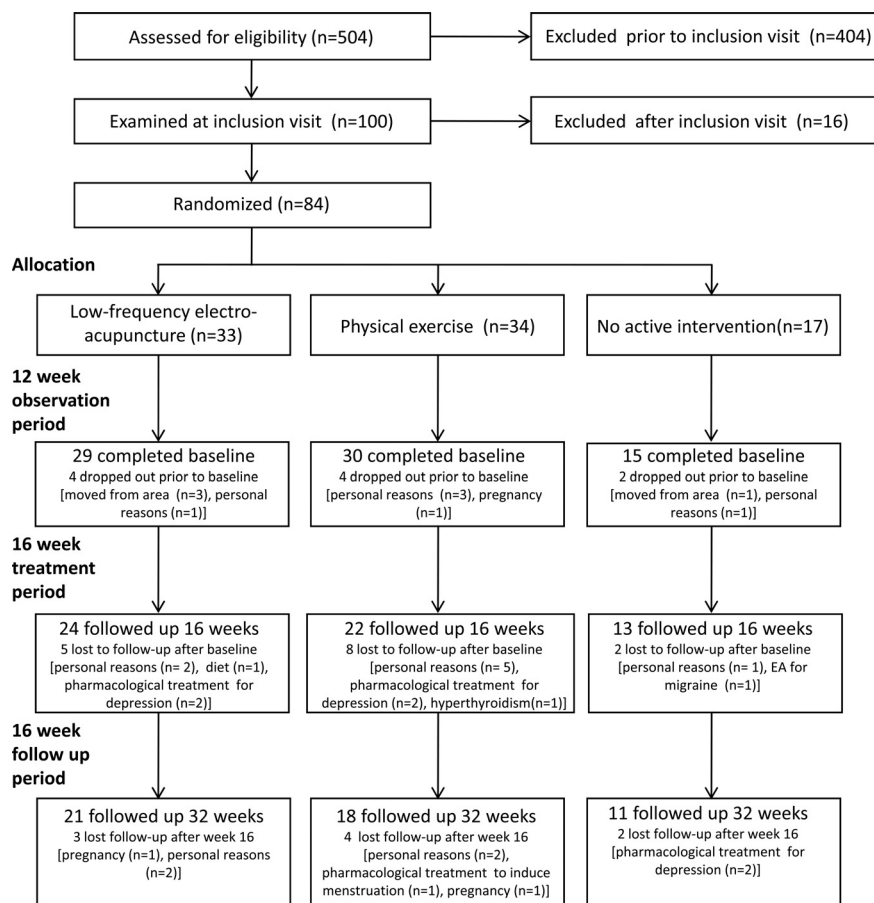 Assessed for eligibility (n=504)
Excluded prior to inclusion visit (n=404)
Examined at inclusion visit (n=100)
Excluded after inclusion visit (n=16)
Randomized (n=84)
Allocation
Low-frequency electro-
acupuncture (n=33)
Physical exercise (n=34)
No active intervention(n=17)
12 week
observation
period
29 completed baseline
4 dropped out prior to baseline
[moved from area (n=3), personal
reasons (n=1)]
30 completed baseline
4 dropped out prior to baseline
[personal reasons (n=3), pregnancy
(n=1)]
15 completed baseline
2 dropped out prior to baseline
[moved from area (n=1), personal
reasons (n=1)]
16 week
treatment
period
24 followed up 16 weeks
5 lost to follow-up after baseline
[personal reasons (n= 2), diet (n=1),
pharmacological treatment for
depression (n=2)]
22 followed up 16 weeks
8 lost to follow-up after baseline
[personal reasons (n= 5),
pharmacological treatment for
depression (n=2), hyperthyroidism(n=1)]
13 followed up 16 weeks
2 lost to follow-up after baseline
[personal reasons (n= 1), EA for
migraine (n=1)]
16 week
follow up
period
21 followed up 32 weeks
3 lost follow-up after week 16
[pregnancy (n=1), personal reasons
(n=2)]
18 followed up 32 weeks
4 lost follow-up after week 16
[personal reasons (n=2),
pharmacological treatment to induce
menstruation (n=1), pregnancy (n=1)]
11 followed up 32 weeks
2 lost follow-up after week 16
[pharmacological treatment for
depression (n=2)]